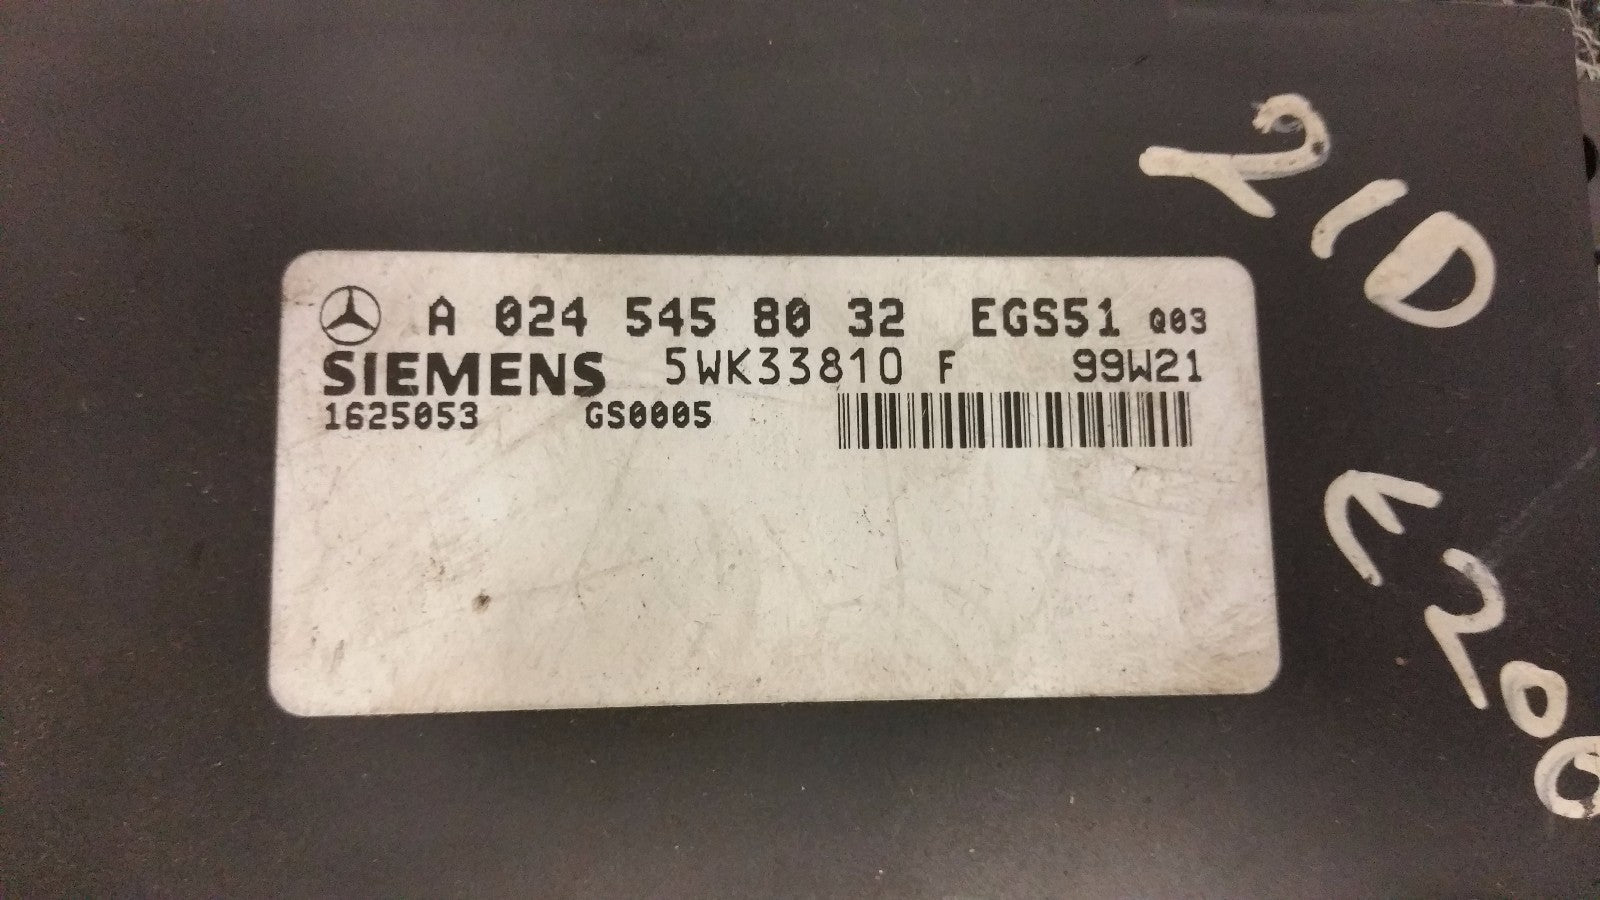 A 024 545 80 32 EGS51 Q03
SIEMENS 5WK33810 F 99W21
1625053 GS0005
210
E200